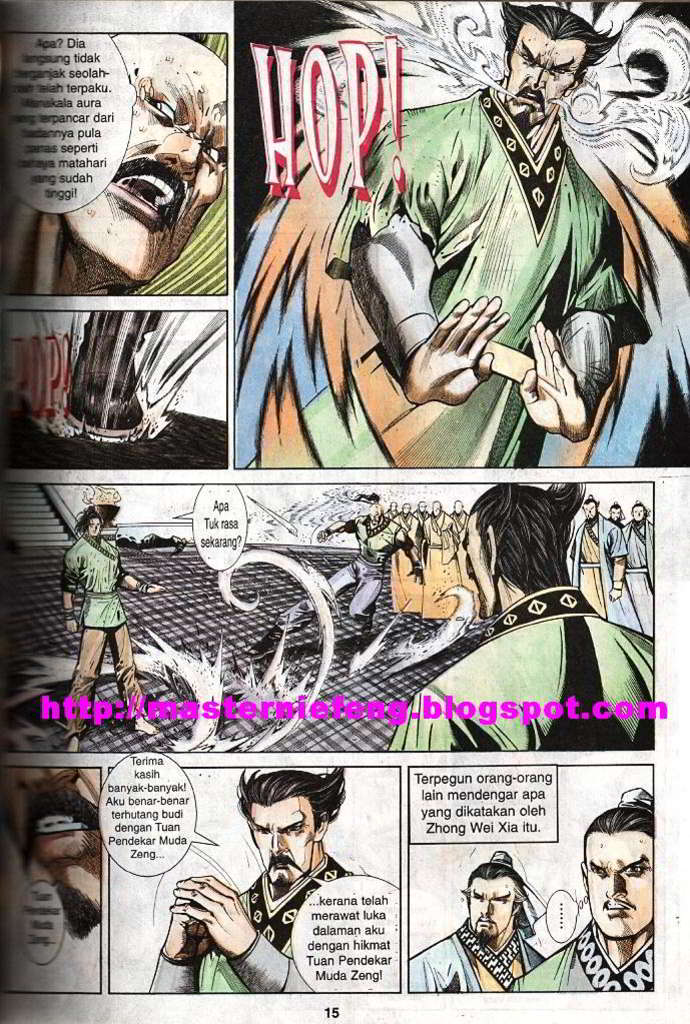 Apa? Dia
langsung tidak
berganjak seolah-
olah telah terpaku.
Manakala aura
yang terpancar dari
badannya pula
panas seperti
cahaya matahari
yang sudah
tinggi!
HOP!
POP!
Apa
Tuk rasa
sekarang?
http://masterniefeng.blogspot.com
Tuan
Pendekar
Muda
Zeng...
Terima
kasih
banyak-banyak!
Aku benar-benar
terhutang budi
dengan Tuan
Pendekar Muda
Zeng...
...kerana telah
merawat luka
dalaman aku
dengan hikmat
Tuan Pendekar
Muda Zeng!
Terpegun orang-orang
lain mendengar apa
yang dikatakan oleh
Zhong Wei Xia itu.
......
15